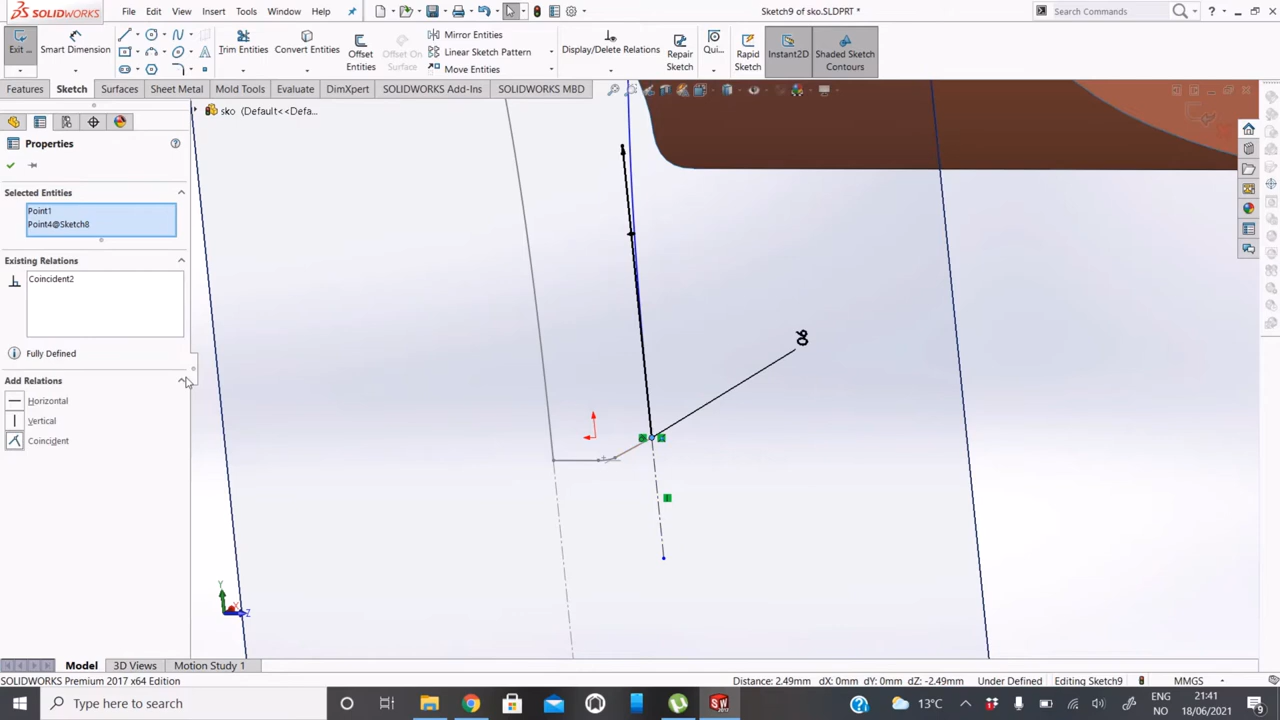 SOLIDWORKS
File
Edit
View
Insert
Tools
Window
Help
Sketch9 of sko.SLDPRT *
Search Commands
?
Exit ...
Smart Dimension
Trim Entities
Convert Entities
Offset
Entities
Offset On
Surface
Mirror Entities
Linear Sketch Pattern
Move Entities
Display/Delete Relations
Repair
Sketch
Qui...
Rapid
Sketch
Instant2D
Shaded Sketch
Contours
Features
Sketch
Surfaces
Sheet Metal
Mold Tools
Evaluate
DimXpert
SOLIDWORKS Add-Ins
SOLIDWORKS MBD
sko (Default<<Defa...
Properties
Selected Entities
Point1
Point4@Sketch8
Existing Relations
Coincident2
Fully Defined
Add Relations
Horizontal
Vertical
Coincident
Y
Z
Model
3D Views
Motion Study 1
SOLIDWORKS Premium 2017 x64 Edition
Distance: 2.49mm dX: 0mm dY: 0mm dZ: -2.49mm
Under Defined
Editing Sketch9
MMGS
Type here to search
13°C
ENG
NO
21:41
18/06/2021